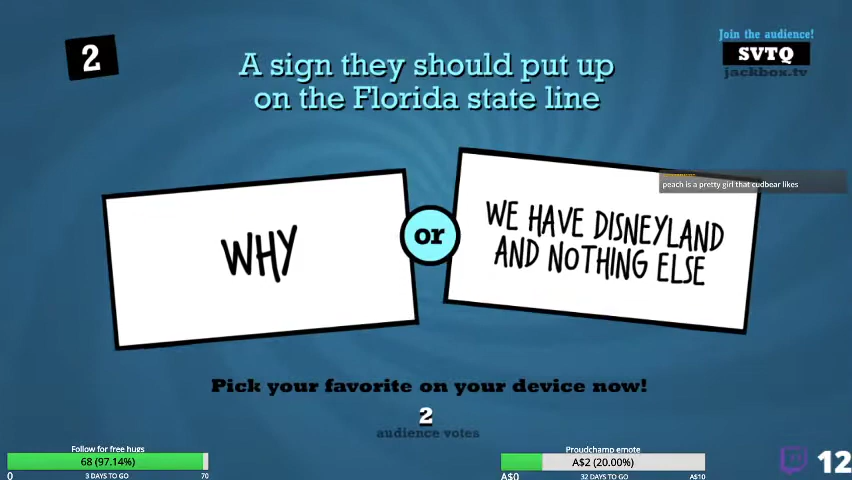 2
A sign they should put up
on the Florida state line
Join the audience!
SVTQ
jackbox.tv
peach is a pretty girl that cudbear likes
WHY
or
WE HAVE DISNEYLAND
AND NOTHING ELSE
Pick your favorite on your device now!
2
audience votes
Follow for free hugs
68 (97.14%)
0
3 DAYS TO GO
70
Proudchamp emote
A$2 (20.00%)
A$0
32 DAYS TO GO
A$10
12